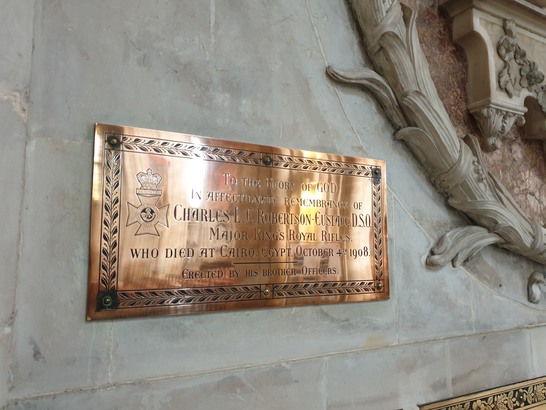 TO THE GLORY OF GOD
IN AFFECTIONATE REMEMBRANCE OF
CHARLES L. E. ROBERTSON-EUSTACE, D.S.O.
MAJOR KINGS ROYAL RIFLES.
WHO DIED AT CAIRO, EGYPT, OCTOBER 4TH 1908.
ERECTED BY HIS BROTHER OFFICERS.